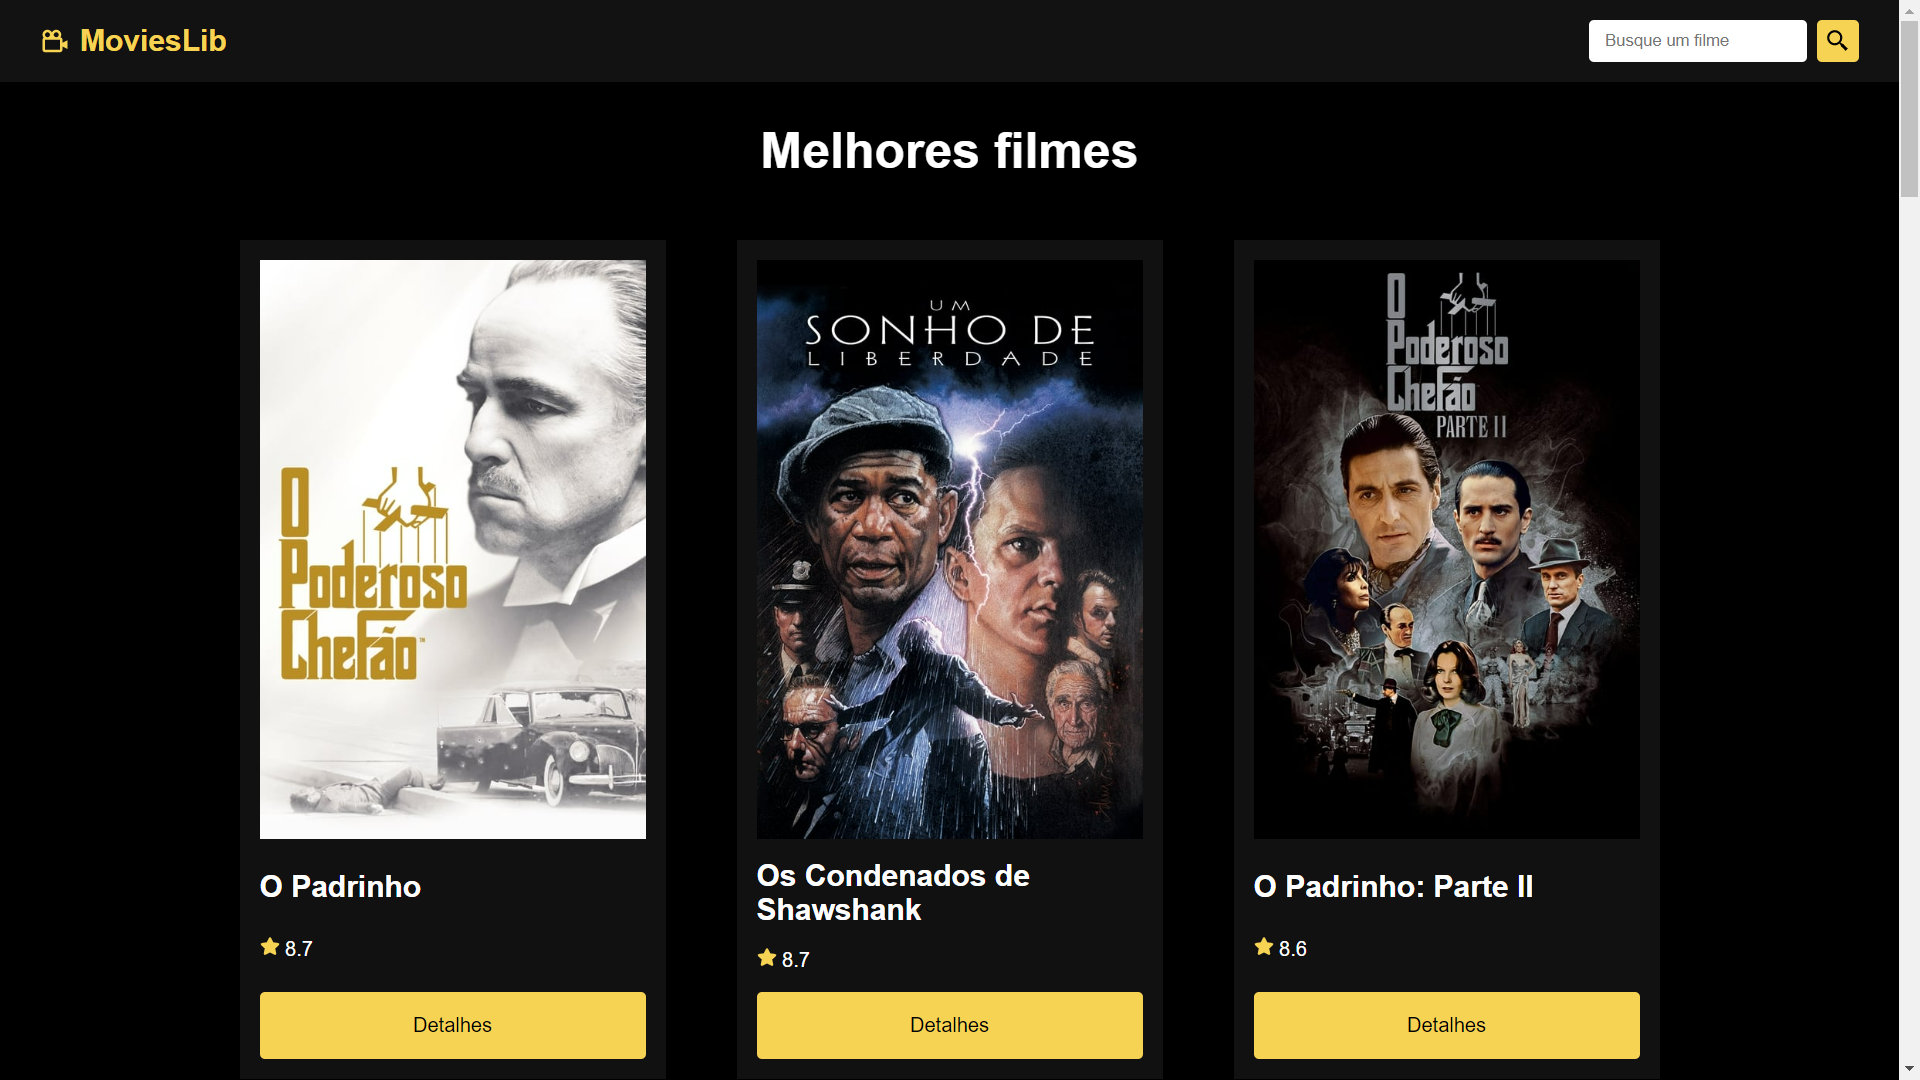 MoviesLib
Busque um filme
Melhores filmes
O
Poderoso
Chefão™
UM
SONHO DE
LIBERDADE
O
Poderoso
Chefão
PARTE II
O Padrinho
8.7
Detalhes
Os Condenados de
Shawshank
8.7
Detalhes
O Padrinho: Parte II
8.6
Detalhes